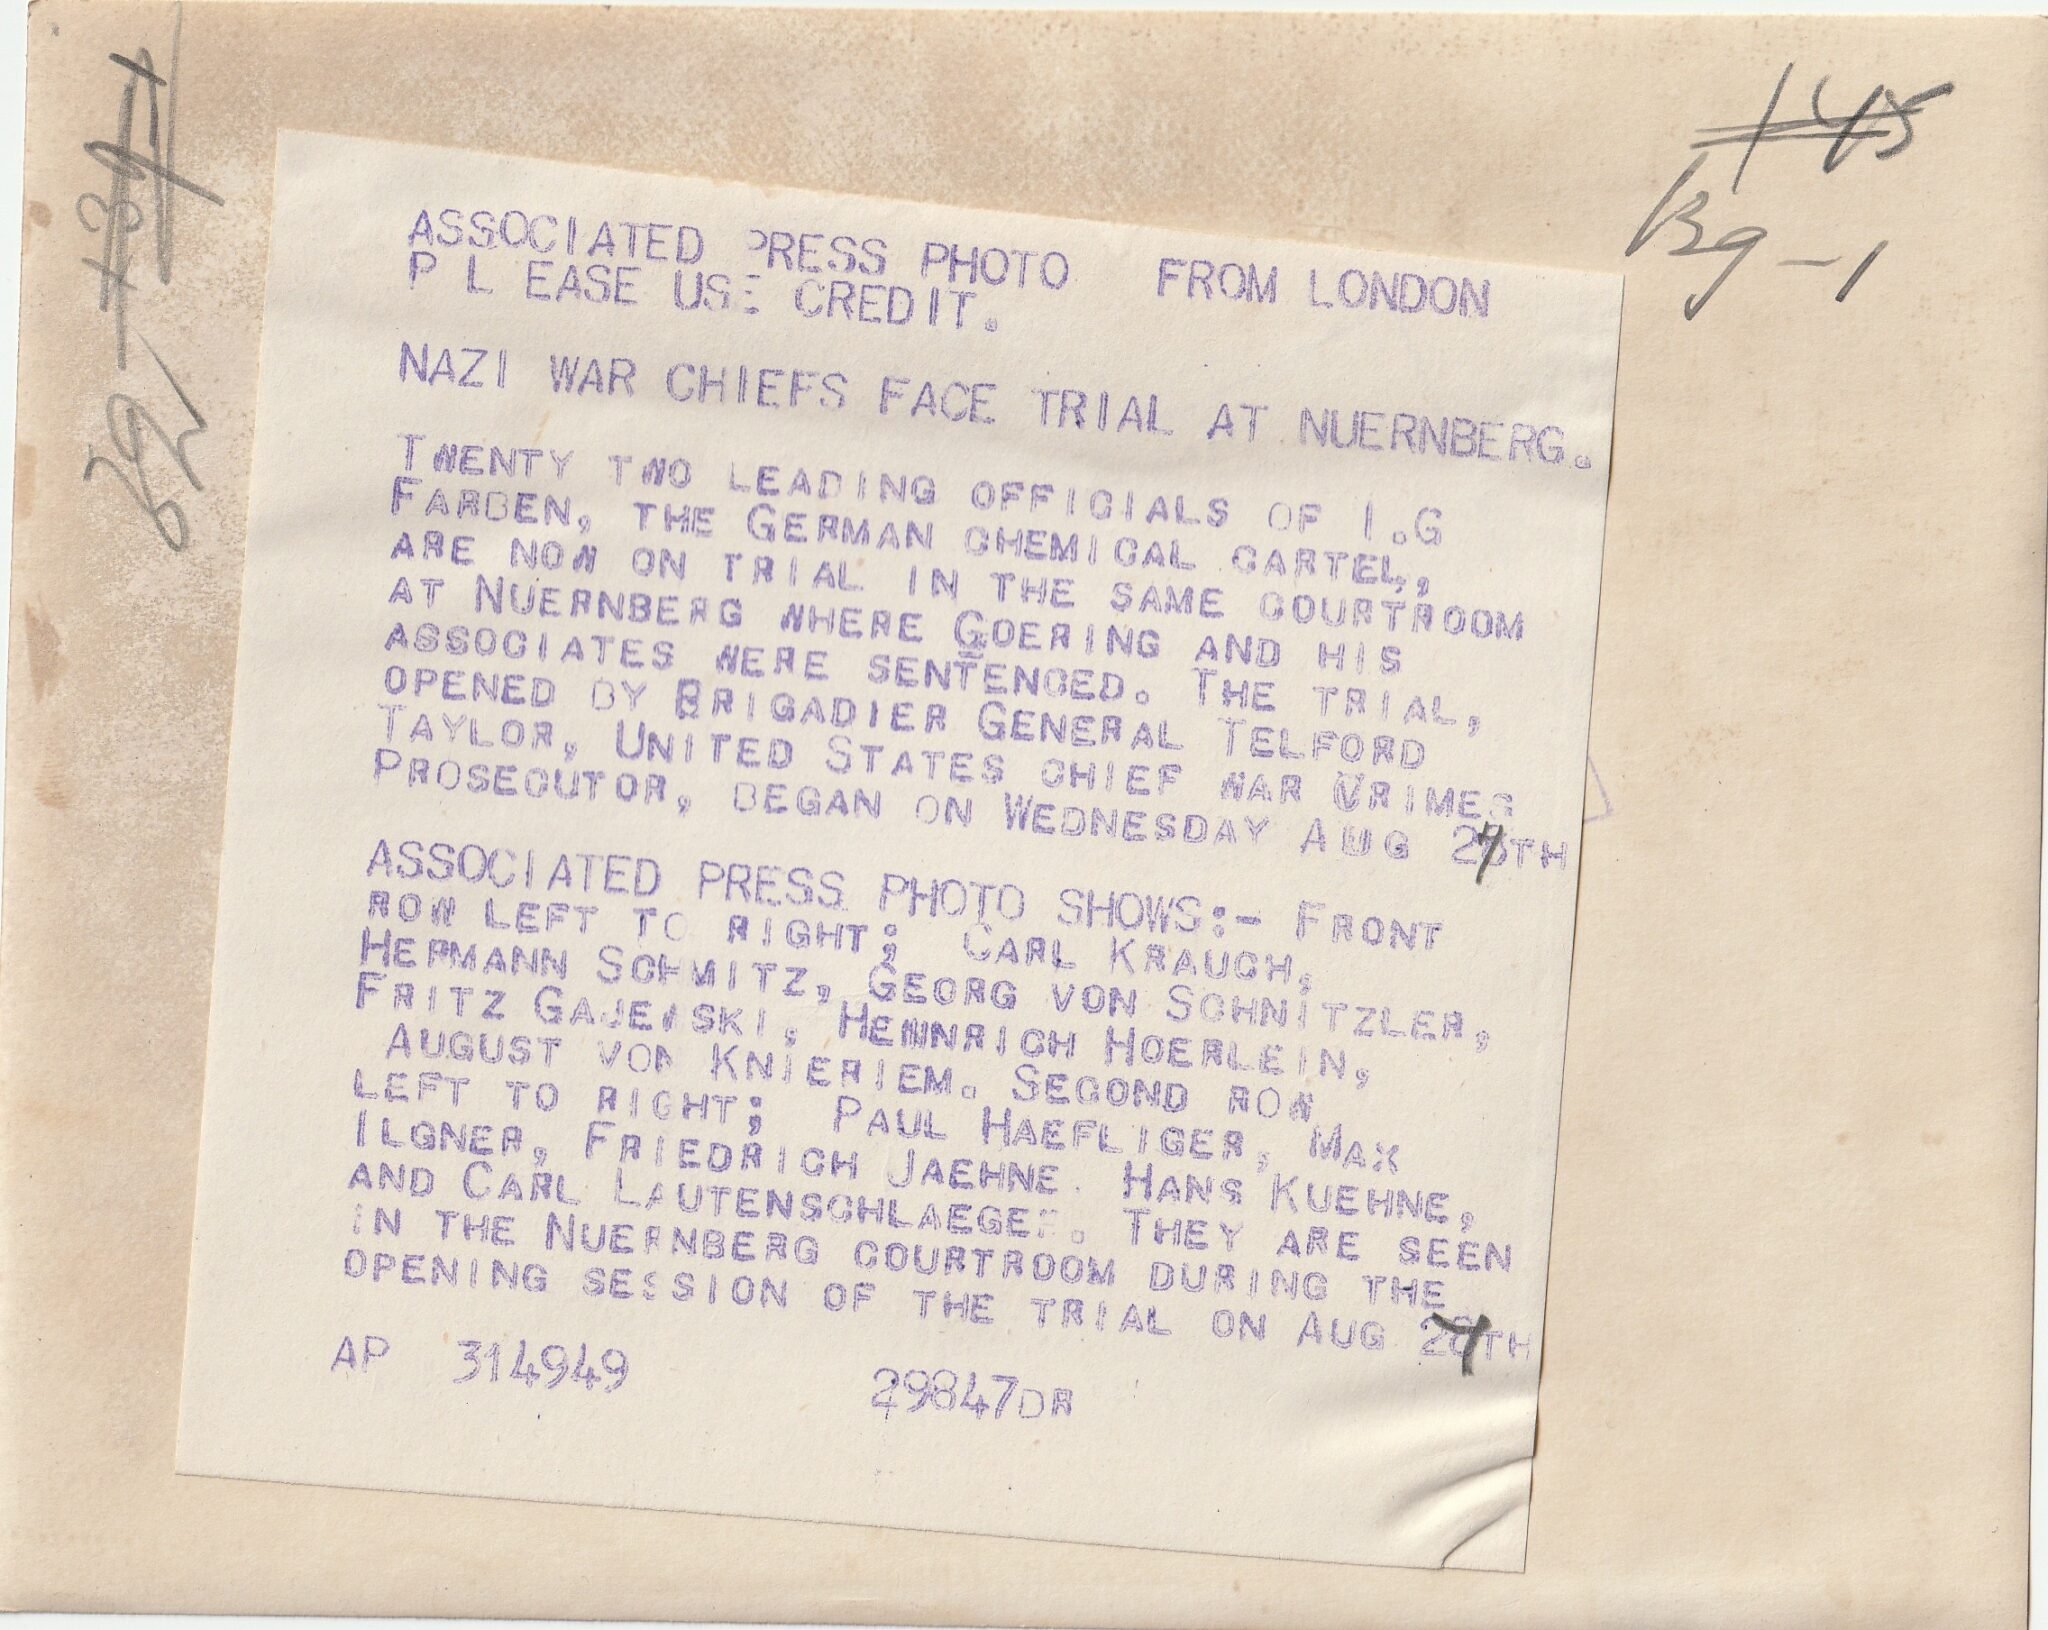 +45
Bg-1
ASSOCIATED PRESS PHOTO FROM LONDON
P L EASE USE CREDIT.
NAZI WAR CHIEFS FACE TRIAL AT NUERNBERG.
TWENTY TWO LEADING OFFICIALS OF I.G
FARBEN, THE GERMAN CHEMICAL CARTEL,
ARE NOW ON TRIAL IN THE SAME COURTROOM
AT NUERNBERG WHERE GOERING AND HIS
ASSOCIATES WERE SENTENCED. THE TRIAL,
OPENED BY BRIGADIER GENERAL TELFORD
TAYLOR, UNITED STATES CHIEF WAR CRIMES
PROSECUTOR, BEGAN ON WEDNESDAY AUG 27TH
ASSOCIATED PRESS PHOTO SHOWS:- FRONT
ROW LEFT TO RIGHT; CARL KRAUCH,
HERMANN SCHMITZ, GEORG VON SCHNITZLER,
FRITZ GAJEWSKI, HEINRICH HOERLEIN,
AUGUST VON KNIERIEM. SECOND ROW
LEFT TO RIGHT; PAUL HAEFLIGER, MAX
ILGNER, FRIEDRICH JAEHNE. HANS KUEHNE,
AND CARL LAUTENSCHLAEGER. THEY ARE SEEN
IN THE NUERNBERG COURTROOM DURING THE
OPENING SESSION OF THE TRIAL ON AUG 27TH
AP 314949 29847DR